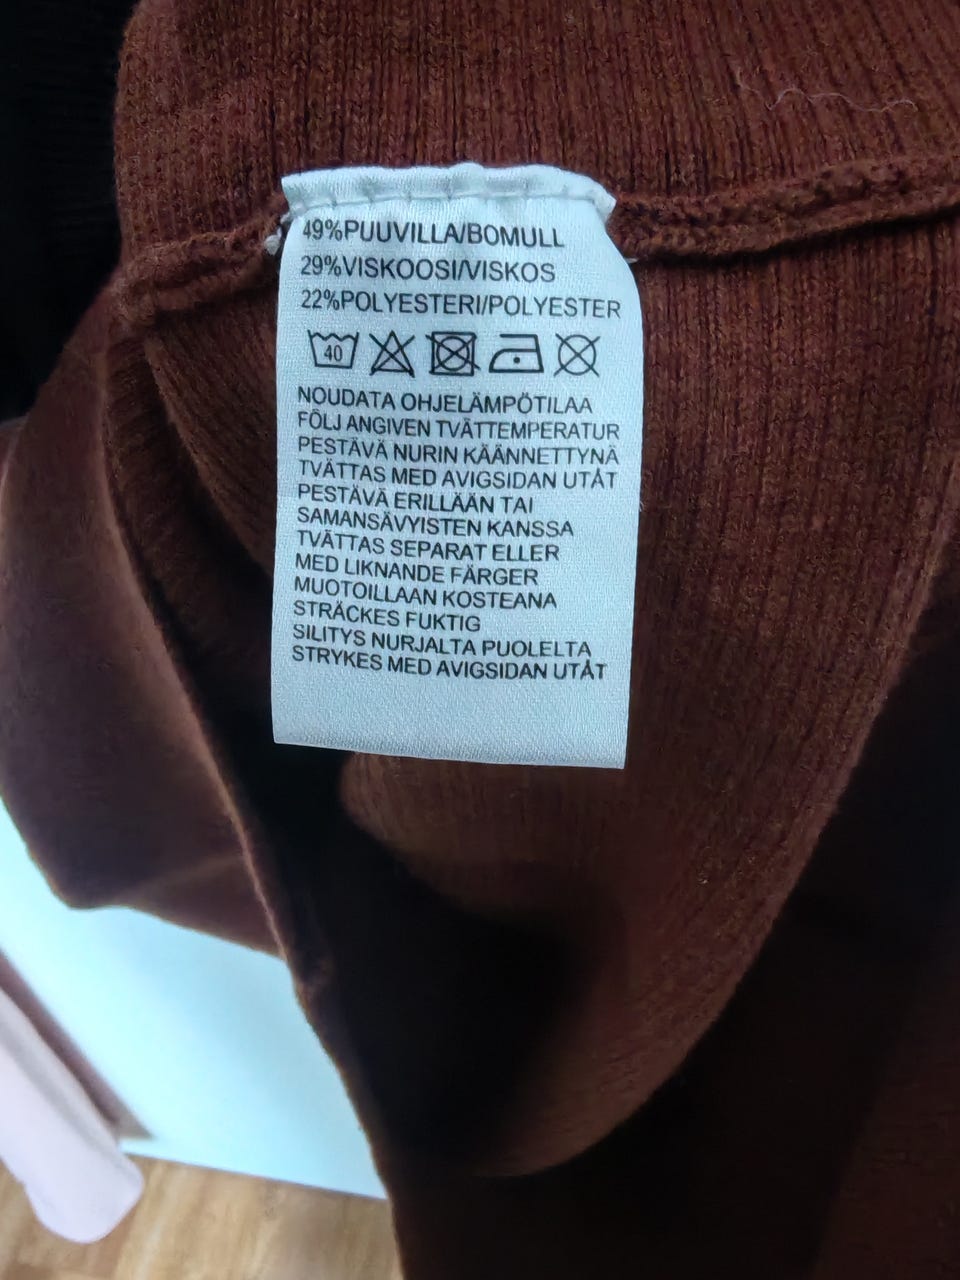 49%PUUVILLA/BOMULL
29%VISKOOSI/VISKOS
22%POLYESTERI/POLYESTER
40
NOUDATA OHJELÄMPÖTILAA
FÖLJ ANGIVEN TVÄTTEMPERATUR
PESTÄVÄ NURIN KÄÄNNETTYNÄ
TVÄTTAS MED AVIGSIDAN UTÅT
PESTÄVÄ ERILLÄÄN TAI
SAMANSÄVYISTEN KANSSA
TVÄTTAS SEPARAT ELLER
MED LIKNANDE FÄRGER
MUOTOILLAAN KOSTEANA
STRÄCKES FUKTIG
SILITYS NURJALTA PUOLELTA
STRYKES MED AVIGSIDAN UTÅT